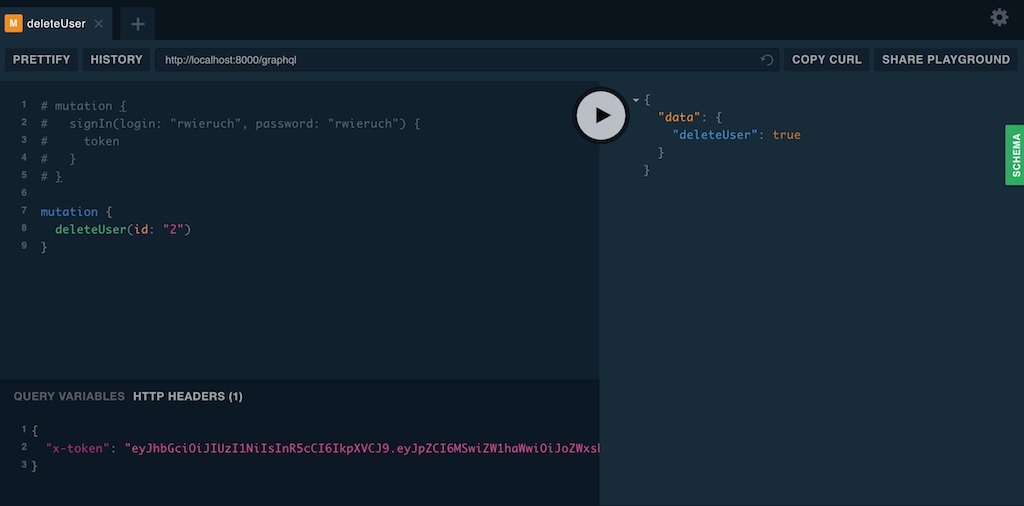 M deleteUser × +
PRETTIFY HISTORY http://localhost:8000/graphql COPY CURL SHARE PLAYGROUND
1 # mutation {
2 #   signIn(login: "rwieruch", password: "rwieruch") {
3 #     token
4 #   }
5 # }
6
7 mutation {
8   deleteUser(id: "2")
9 }
{
  "data": {
    "deleteUser": true
  }
}
SCHEMA
QUERY VARIABLES HTTP HEADERS (1)
1 {
2   "x-token": "eyJhbGciOiJIUzI1NiIsInR5cCI6IkpXVCJ9.eyJpZCI6MSwiZW1haWwiOiJoZWxs
3 }